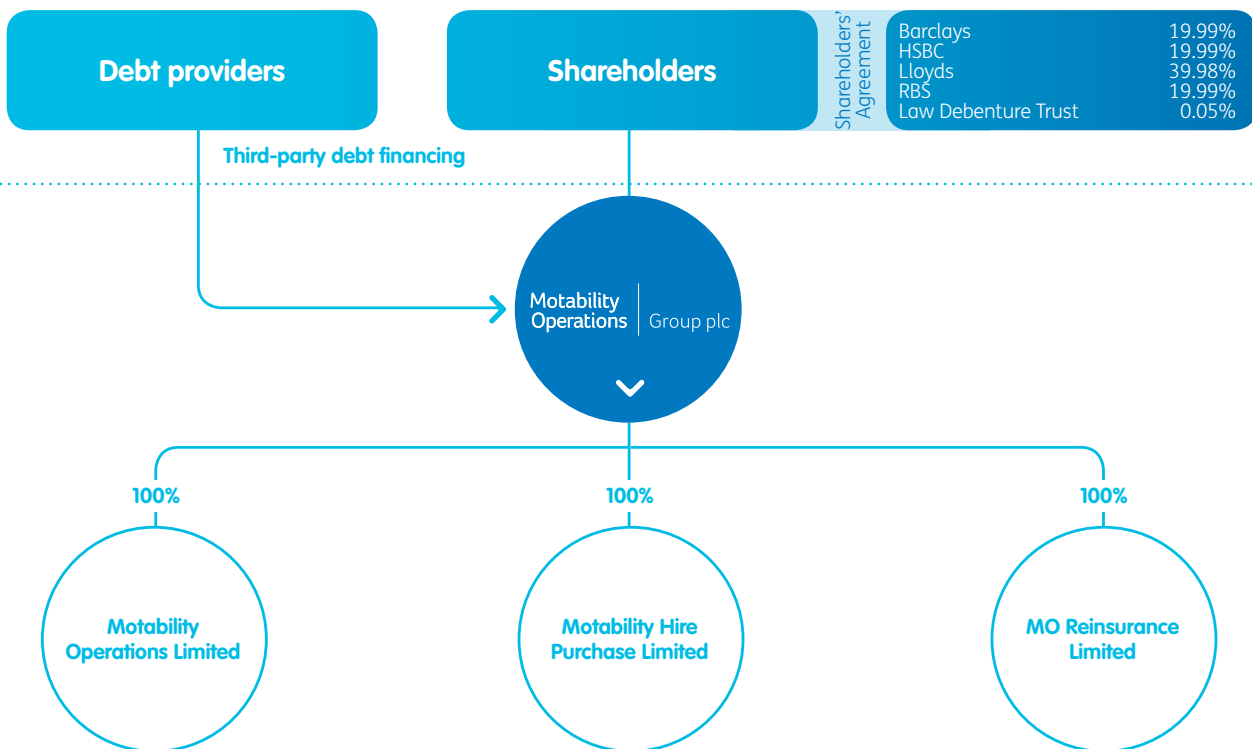 Debt providers
Shareholders
Shareholders'
Agreement
Barclays 19.99%
HSBC 19.99%
Lloyds 39.98%
RBS 19.99%
Law Debenture Trust 0.05%
Third-party debt financing
Motability
Operations
Group plc
100%
100%
100%
Motability
Operations Limited
Motability Hire
Purchase Limited
MO Reinsurance
Limited